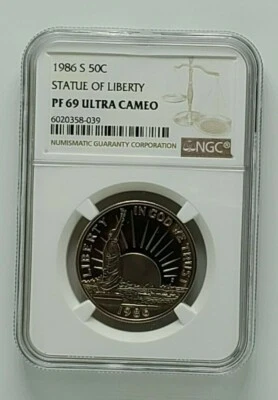 1986 S 50C
STATUE OF LIBERTY
PF 69 ULTRA CAMEO
6020358-039
NUMISMATIC GUARANTY CORPORATION NGC®
LIBERTY IN GOD WE TRUST
1986